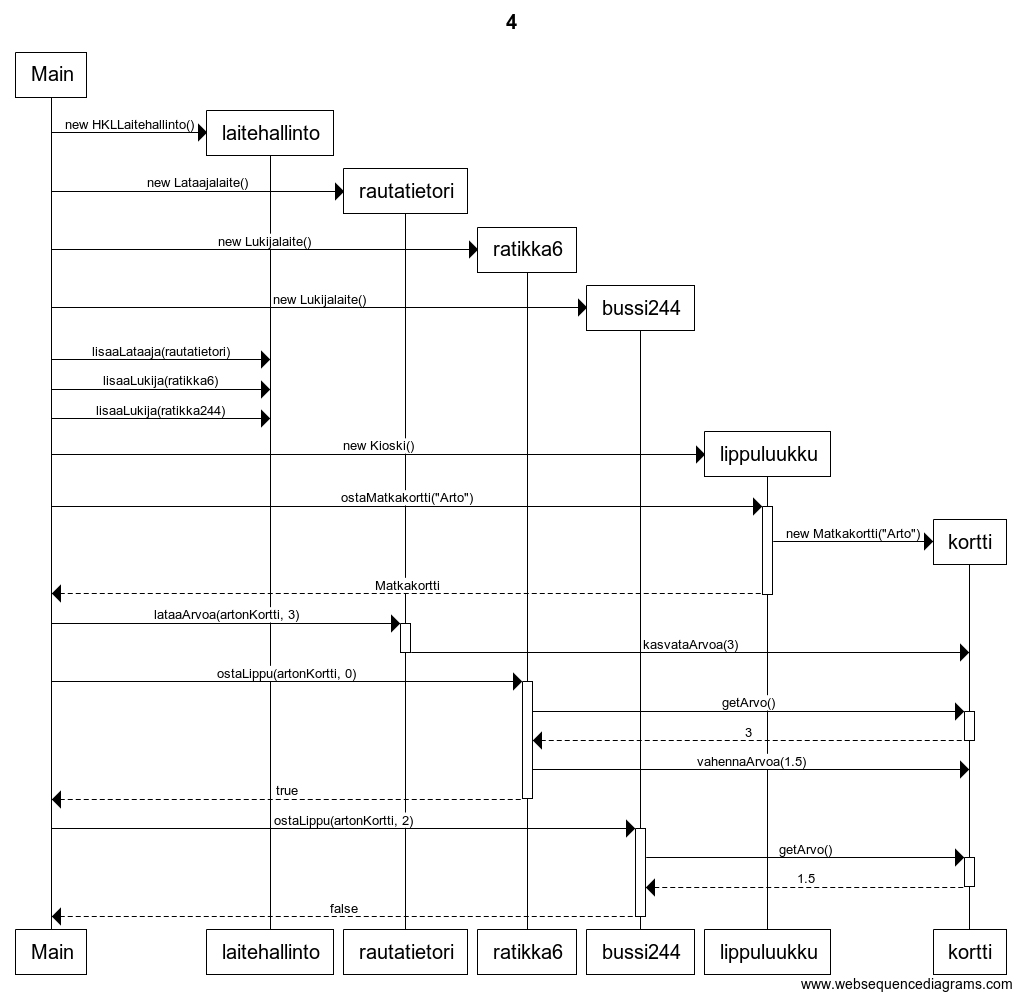 4
Main
new HKLLaitehallinto()
laitehallinto
new Lataajalaite()
rautatietori
new Lukijalaite()
ratikka6
new Lukijalaite()
bussi244
lisaaLataaja(rautatietori)
lisaaLukija(ratikka6)
lisaaLukija(ratikka244)
new Kioski()
lippuluukku
ostaMatkakortti("Arto")
new Matkakortti("Arto")
kortti
Matkakortti
lataaArvoa(artonKortti, 3)
kasvataArvoa(3)
ostaLippu(artonKortti, 0)
getArvo()
3
vahennaArvoa(1.5)
true
ostaLippu(artonKortti, 2)
getArvo()
1.5
false
Main laitehallinto rautatietori ratikka6 bussi244 lippuluukku kortti
www.websequencediagrams.com